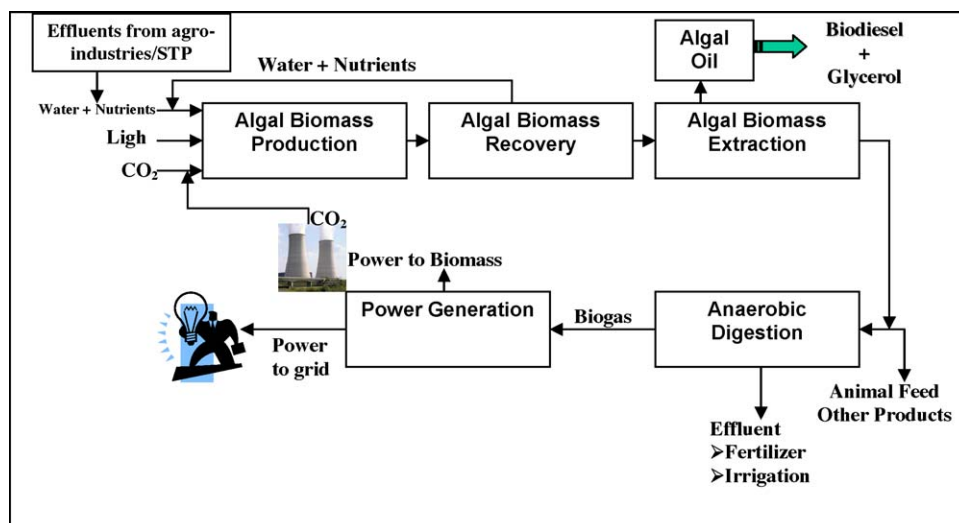 Effluents from agro-
industries/STP
Water + Nutrients
Water + Nutrients
Ligh
CO₂
Algal Biomass
Production
Algal Biomass
Recovery
Algal Biomass
Extraction
Algal
Oil
Biodiesel
+
Glycerol
CO₂
Power to Biomass
Power Generation
Power
to grid
Biogas
Anaerobic
Digestion
Animal Feed
Other Products
Effluent
➢Fertilizer
➢Irrigation